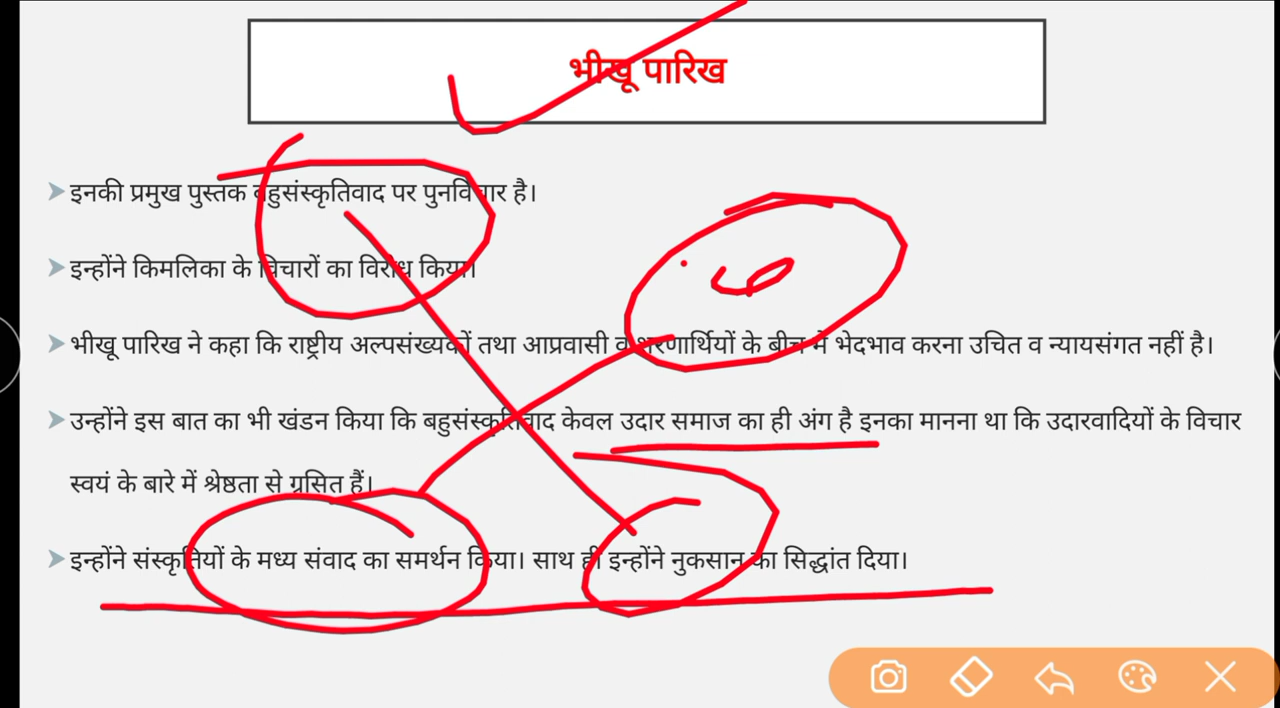 भीखू पारिख
इनकी प्रमुख पुस्तक बहुसंस्कृतिवाद पर पुनर्विचार है।
इन्होंने किमलिका के विचारों का विरोध किया।
भीखू पारिख ने कहा कि राष्ट्रीय अल्पसंख्यकों तथा आप्रवासी व शरणार्थियों के बीच में भेदभाव करना उचित व न्यायसंगत नहीं है।
उन्होंने इस बात का भी खंडन किया कि बहुसंस्कृतिवाद केवल उदार समाज का ही अंग है इनका मानना था कि उदारवादियों के विचार
स्वयं के बारे में श्रेष्ठता से ग्रसित हैं।
इन्होंने संस्कृतियों के मध्य संवाद का समर्थन किया। साथ ही इन्होंने नुकसान का सिद्धांत दिया।